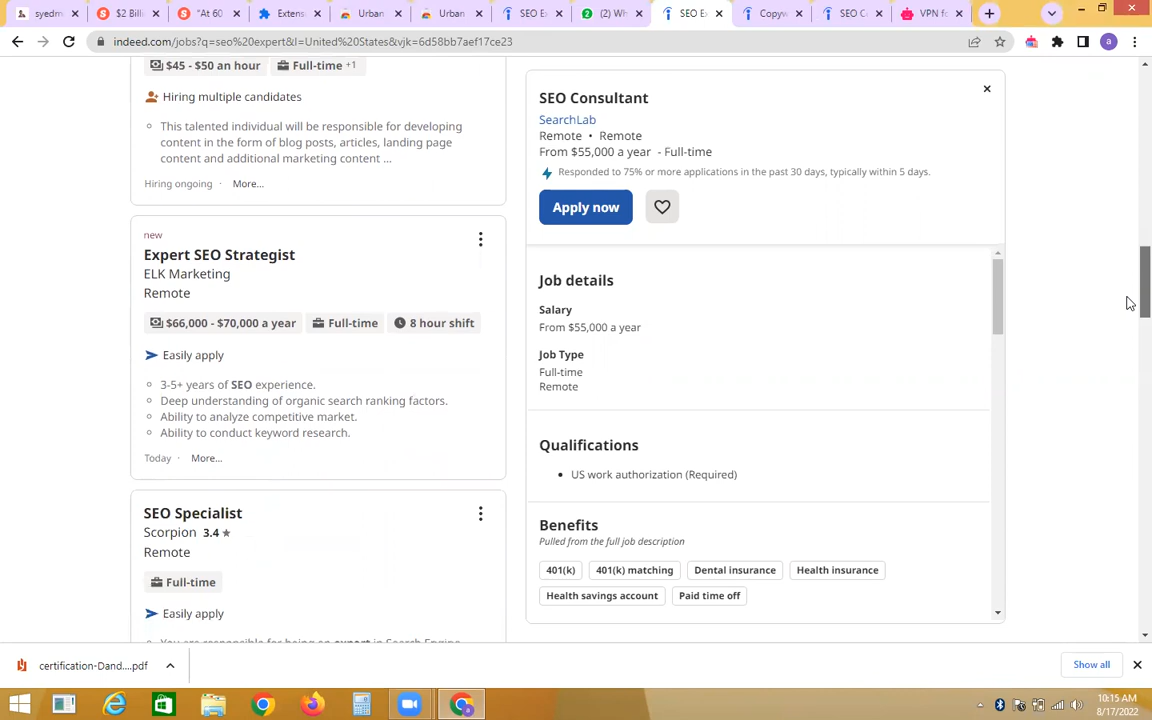 syedm
$2 Billi
"At 60
Extens
Urban
Urban
SEO E
(2) Wh
SEO E
Copyw
SEO C
VPN fo
indeed.com/jobs?q=seo%20expert&l=United%20States&vjk=6d58bb7aef17ce23
a
$45 - $50 an hour
Full-time +1
Hiring multiple candidates
This talented individual will be responsible for developing
content in the form of blog posts, articles, landing page
content and additional marketing content ...
Hiring ongoing · More...
new
Expert SEO Strategist
ELK Marketing
Remote
$66,000 - $70,000 a year
Full-time
8 hour shift
Easily apply
3-5+ years of SEO experience.
Deep understanding of organic search ranking factors.
Ability to analyze competitive market.
Ability to conduct keyword research.
Today · More...
SEO Specialist
Scorpion 3.4 ★
Remote
Full-time
Easily apply
You are responsible for being an expert in Search Engine
SEO Consultant
SearchLab
Remote • Remote
From $55,000 a year - Full-time
Responded to 75% or more applications in the past 30 days, typically within 5 days.
Apply now
Job details
Salary
From $55,000 a year
Job Type
Full-time
Remote
Qualifications
US work authorization (Required)
Benefits
Pulled from the full job description
401(k)
401(k) matching
Dental insurance
Health insurance
Health savings account
Paid time off
certification-Dand....pdf
Show all
10:15 AM
8/17/2022